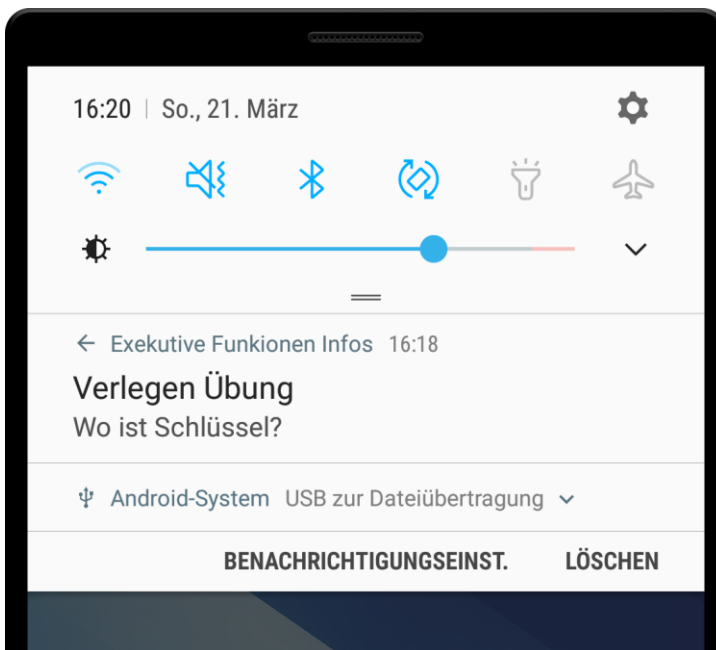 16:20 | So., 21. März
Exekutive Funkionen Infos 16:18
Verlegen Übung
Wo ist Schlüssel?
Android-System USB zur Dateiübertragung
BENACHRICHTIGUNGSEINST. LÖSCHEN